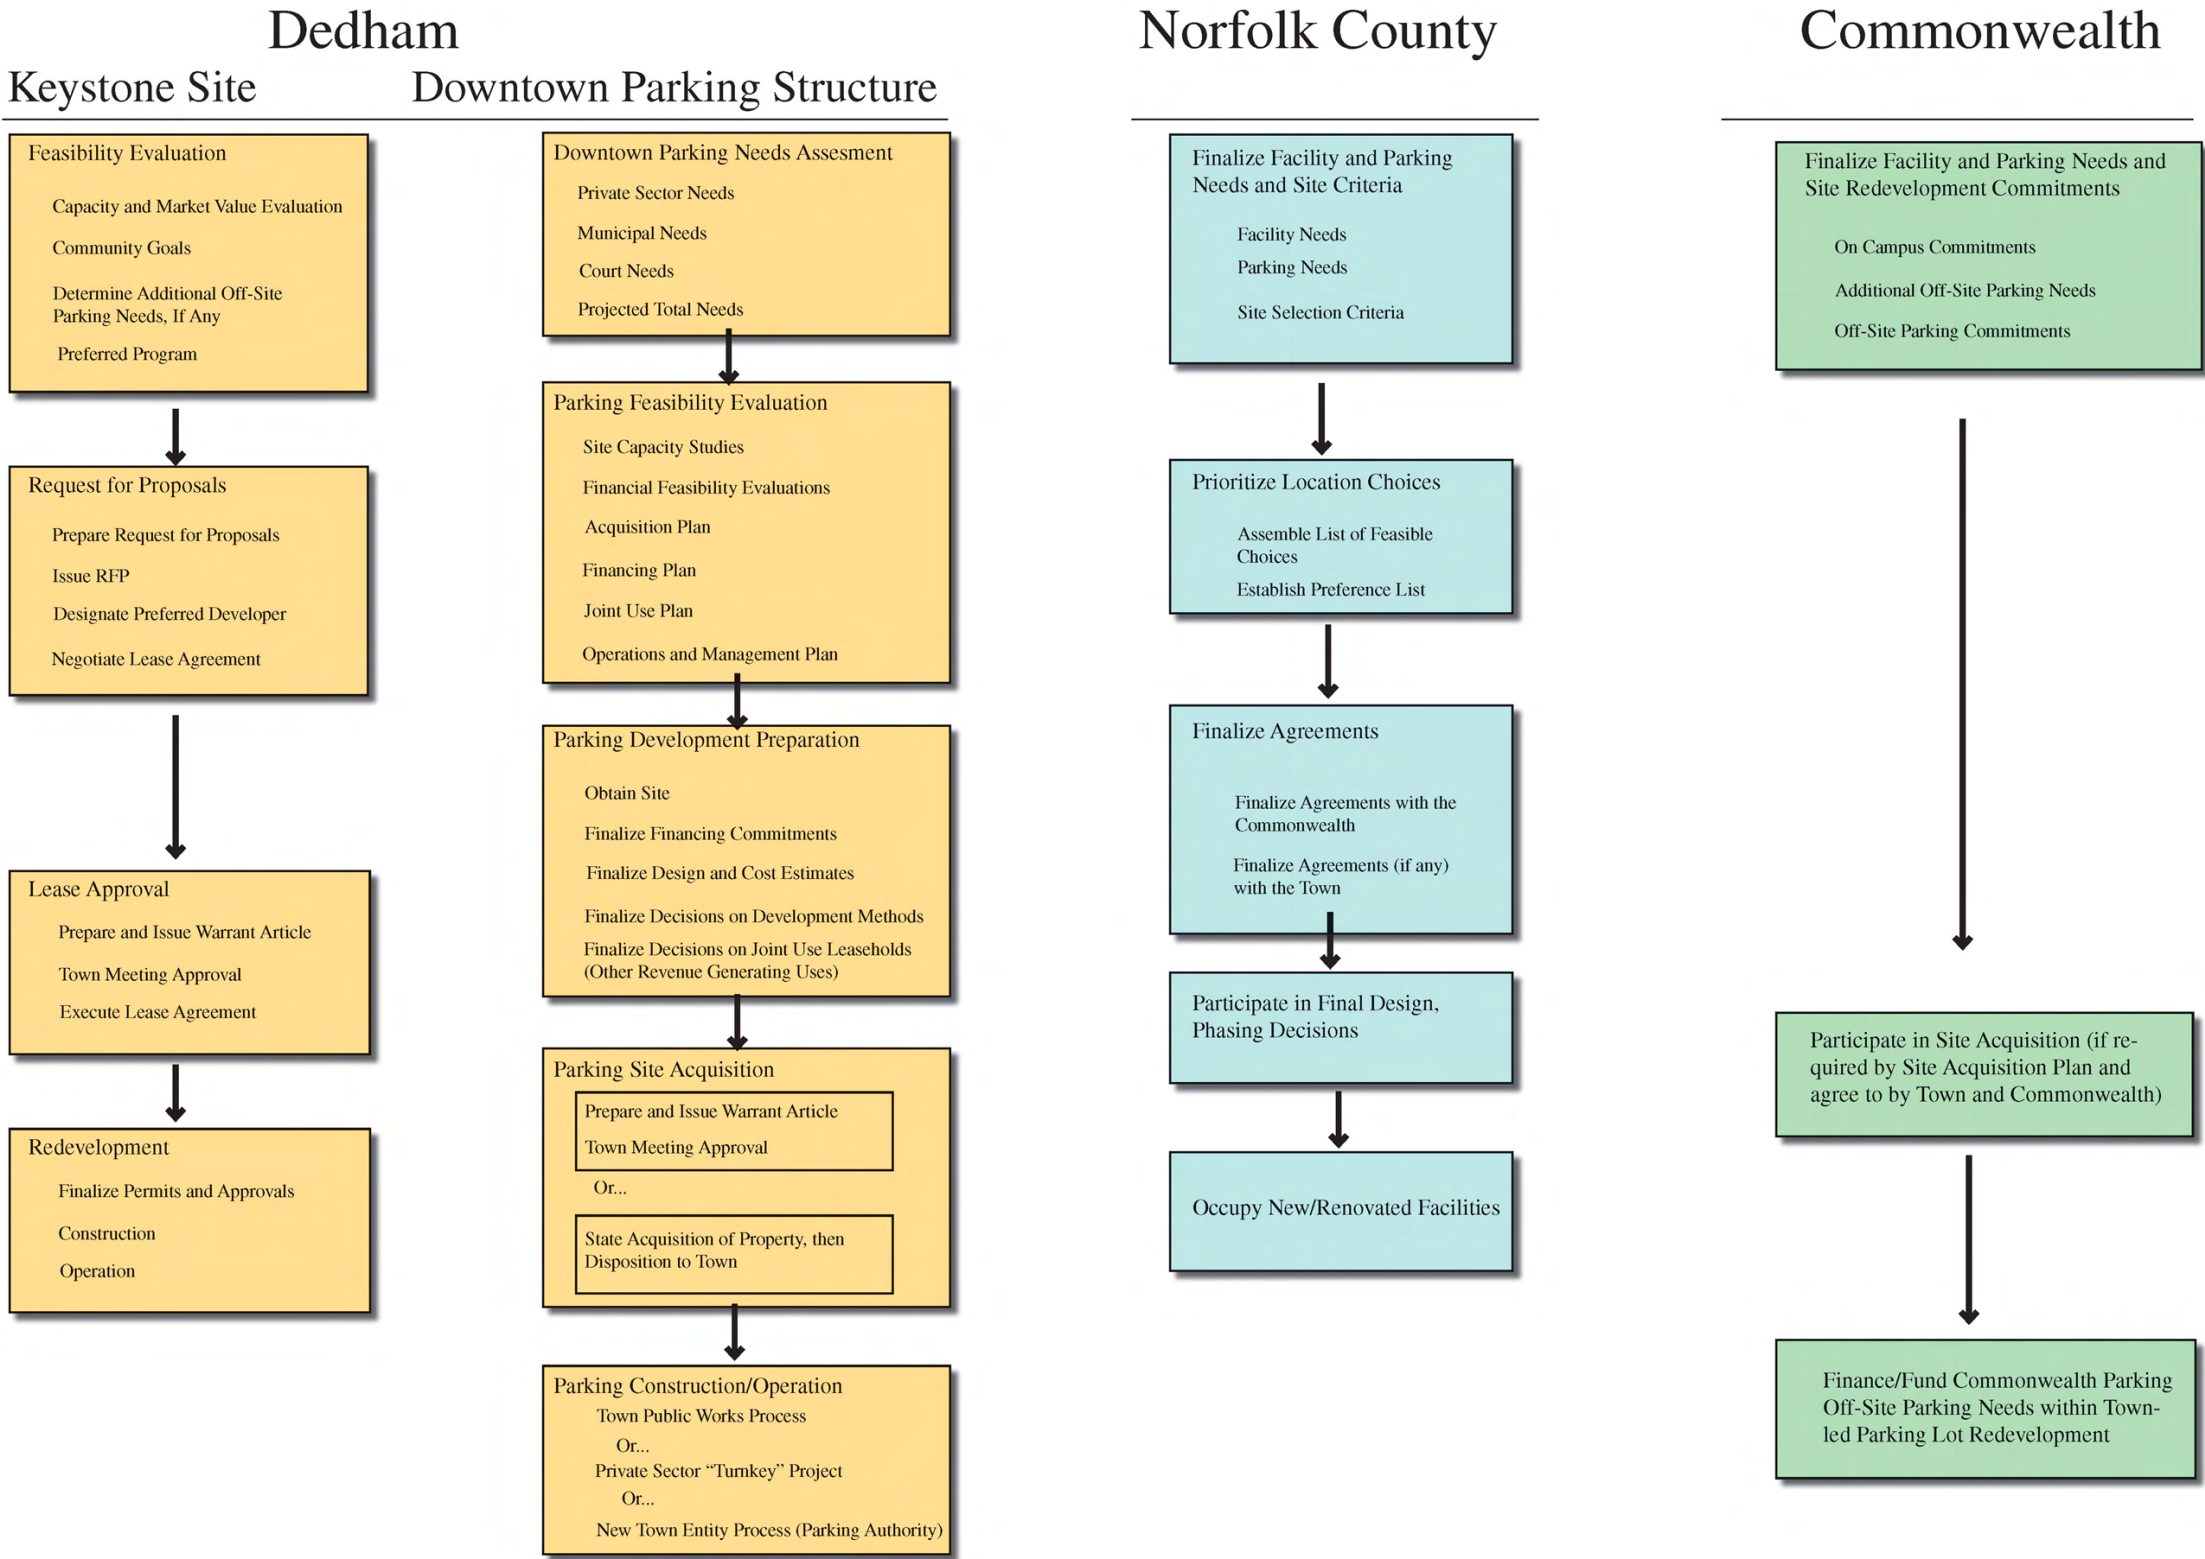 Dedham
Keystone Site
Downtown Parking Structure
Feasibility Evaluation
Capacity and Market Value Evaluation
Community Goals
Determine Additional Off-Site
Parking Needs, If Any
Preferred Program
Request for Proposals
Prepare Request for Proposals
Issue RFP
Designate Preferred Developer
Negotiate Lease Agreement
Lease Approval
Prepare and Issue Warrant Article
Town Meeting Approval
Execute Lease Agreement
Redevelopment
Finalize Permits and Approvals
Construction
Operation
Downtown Parking Needs Assesment
Private Sector Needs
Municipal Needs
Court Needs
Projected Total Needs
Parking Feasibility Evaluation
Site Capacity Studies
Financial Feasibility Evaluations
Acquisition Plan
Financing Plan
Joint Use Plan
Operations and Management Plan
Parking Development Preparation
Obtain Site
Finalize Financing Commitments
Finalize Design and Cost Estimates
Finalize Decisions on Development Methods
Finalize Decisions on Joint Use Leaseholds
(Other Revenue Generating Uses)
Parking Site Acquisition
Prepare and Issue Warrant Article
Town Meeting Approval
Or...
State Acquisition of Property, then
Disposition to Town
Parking Construction/Operation
Town Public Works Process
Or...
Private Sector “Turnkey” Project
Or...
New Town Entity Process (Parking Authority)
Norfolk County
Finalize Facility and Parking
Needs and Site Criteria
Facility Needs
Parking Needs
Site Selection Criteria
Prioritize Location Choices
Assemble List of Feasible
Choices
Establish Preference List
Finalize Agreements
Finalize Agreements with the
Commonwealth
Finalize Agreements (if any)
with the Town
Participate in Final Design,
Phasing Decisions
Occupy New/Renovated Facilities
Commonwealth
Finalize Facility and Parking Needs and
Site Redevelopment Commitments
On Campus Commitments
Additional Off-Site Parking Needs
Off-Site Parking Commitments
Participate in Site Acquisition (if re-
quired by Site Acquisition Plan and
agree to by Town and Commonwealth)
Finance/Fund Commonwealth Parking
Off-Site Parking Needs within Town-
led Parking Lot Redevelopment